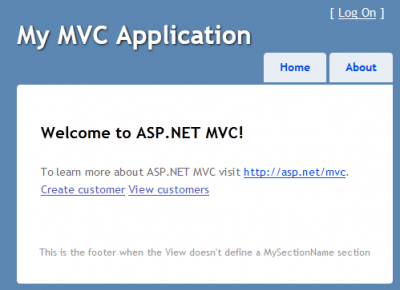 [ Log On ]
My MVC Application
Home About
Welcome to ASP.NET MVC!
To learn more about ASP.NET MVC visit http://asp.net/mvc.
Create customer View customers
This is the footer when the View doesn't define a MySectionName section